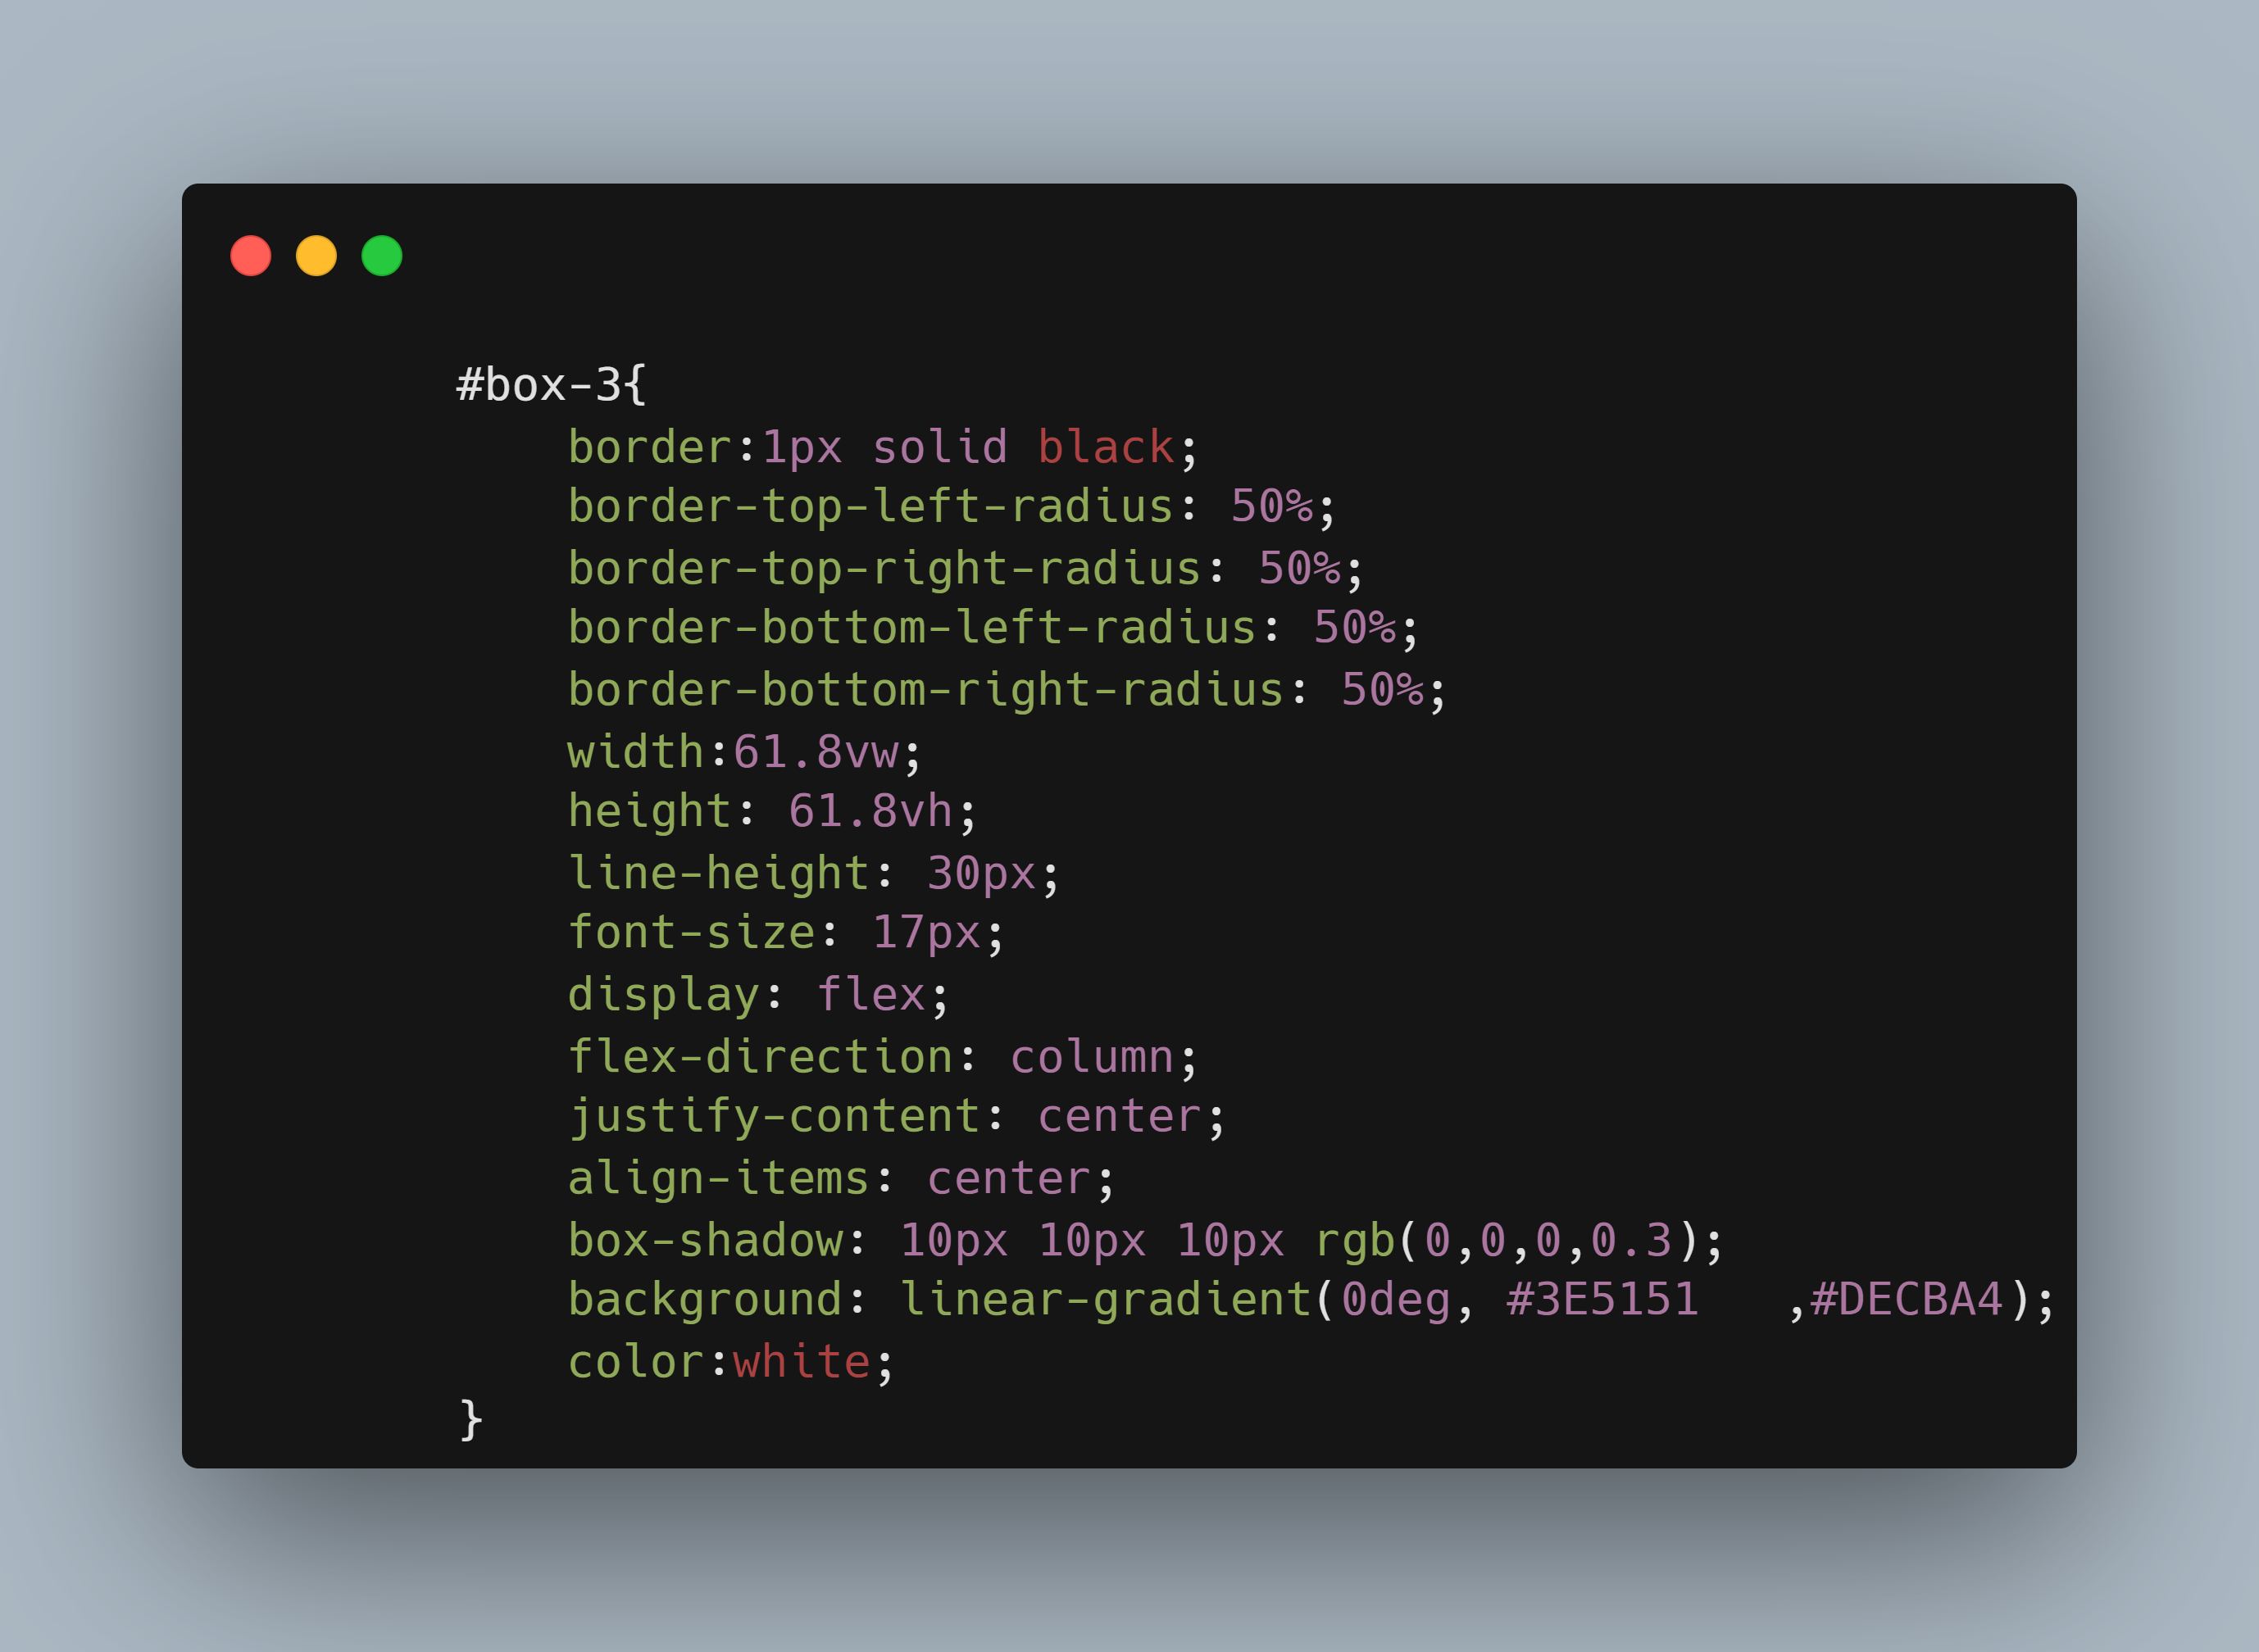 #box-3{
border:1px solid black;
border-top-left-radius: 50%;
border-top-right-radius: 50%;
border-bottom-left-radius: 50%;
border-bottom-right-radius: 50%;
width:61.8vw;
height: 61.8vh;
line-height: 30px;
font-size: 17px;
display: flex;
flex-direction: column;
justify-content: center;
align-items: center;
box-shadow: 10px 10px 10px rgb(0,0,0,0.3);
background: linear-gradient(0deg, #3E5151   ,#DECBA4);
color:white;
}